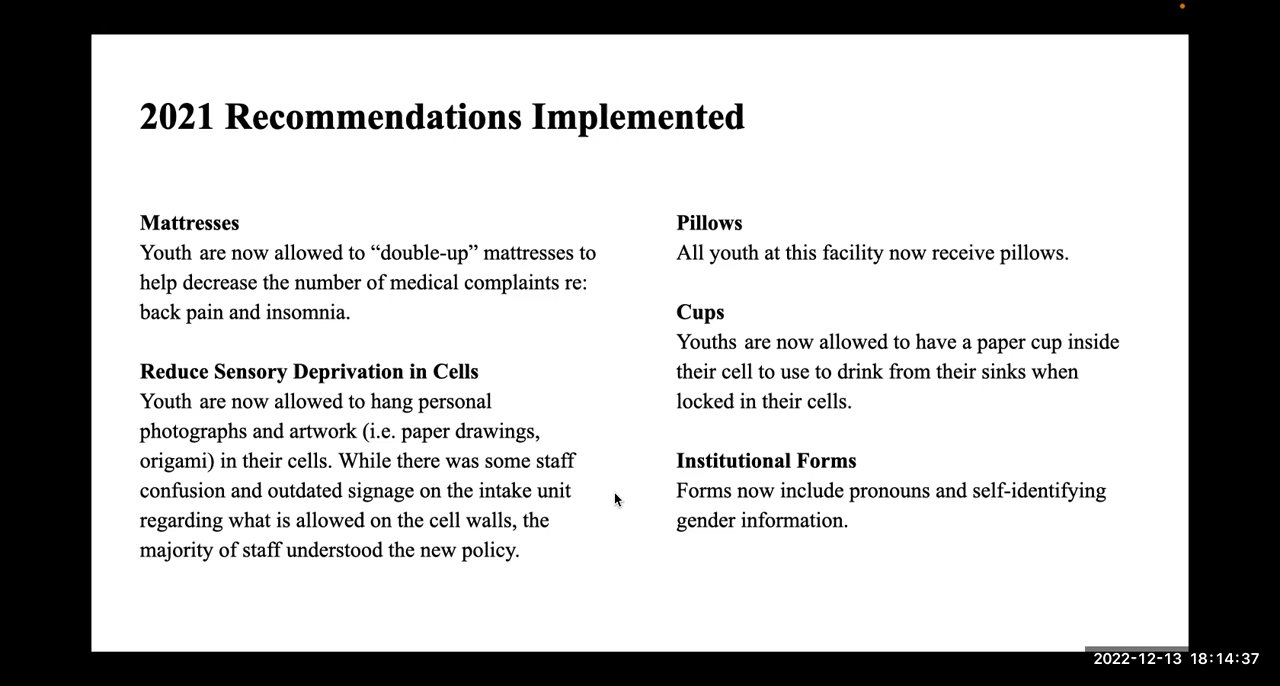 2021 Recommendations Implemented
Mattresses
Youth are now allowed to “double-up” mattresses to
help decrease the number of medical complaints re:
back pain and insomnia.
Reduce Sensory Deprivation in Cells
Youth are now allowed to hang personal
photographs and artwork (i.e. paper drawings,
origami) in their cells. While there was some staff
confusion and outdated signage on the intake unit
regarding what is allowed on the cell walls, the
majority of staff understood the new policy.
Pillows
All youth at this facility now receive pillows.
Cups
Youths are now allowed to have a paper cup inside
their cell to use to drink from their sinks when
locked in their cells.
Institutional Forms
Forms now include pronouns and self-identifying
gender information.
2022-12-13 18:14:37